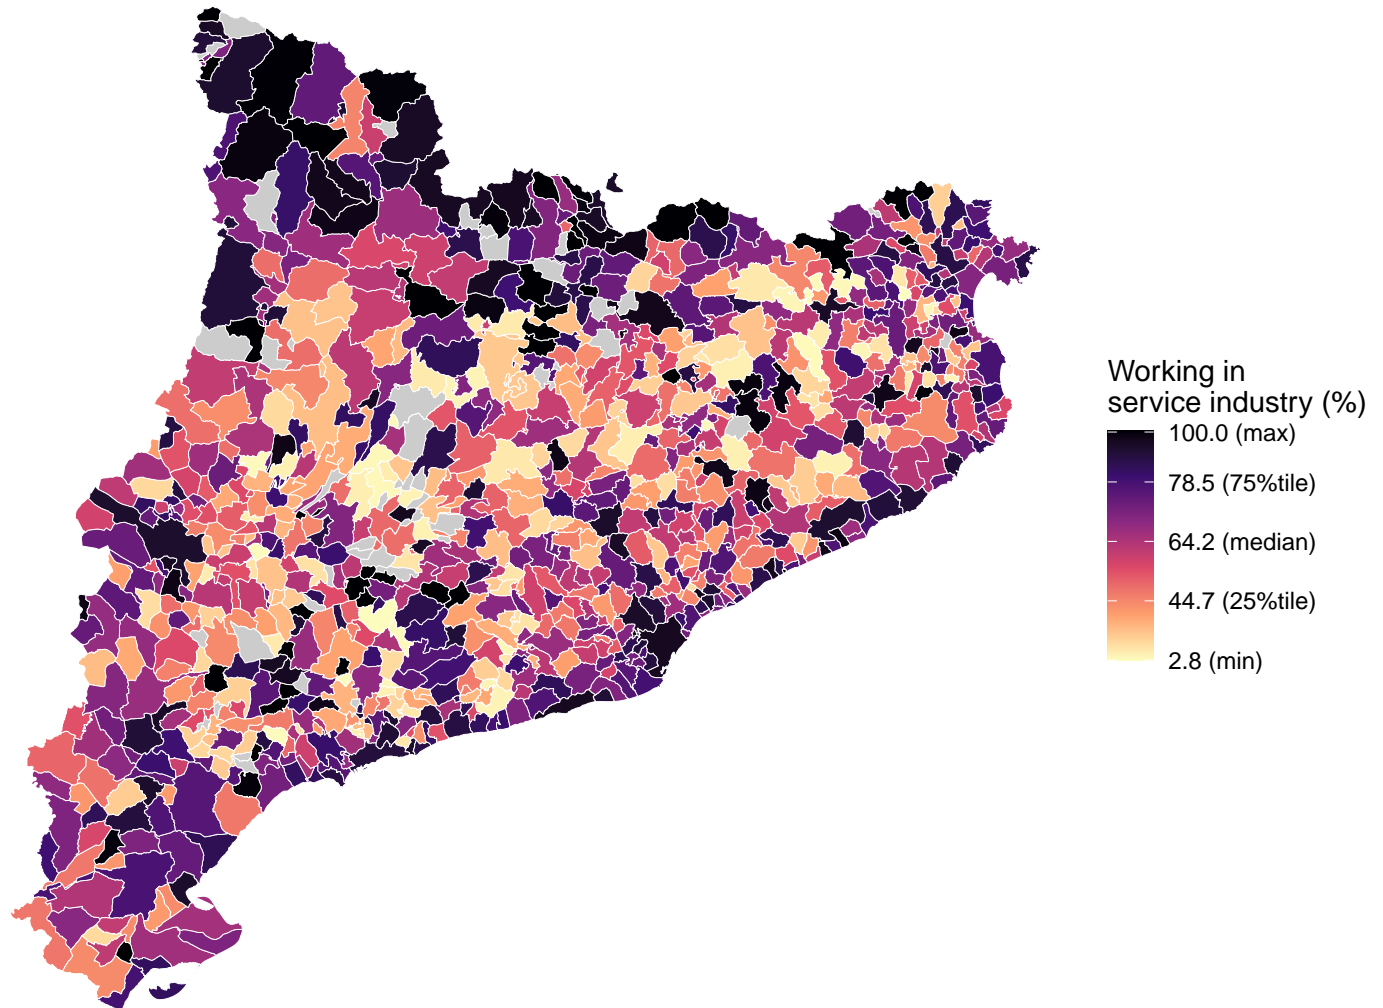 Working in
service industry (%)
100.0 (max)
78.5 (75%tile)
64.2 (median)
44.7 (25%tile)
2.8 (min)